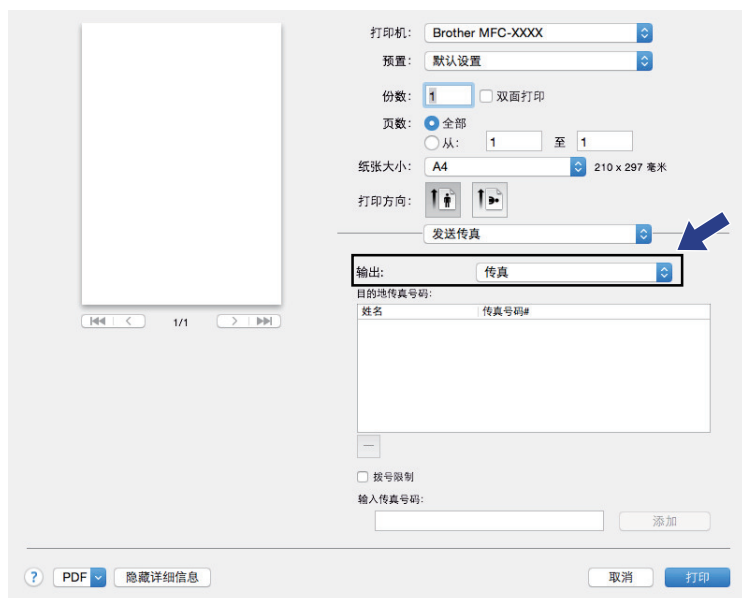 打印机: Brother MFC-XXXX
预置: 默认设置
份数: 1 双面打印
页数: 全部
从: 1 至 1
纸张大小: A4 210 x 297 毫米
打印方向:
发送传真
输出: 传真
目的地传真号码:
姓名 传真号码#
1/1
拨号限制
输入传真号码:
添加
? PDF 隐藏详细信息 取消 打印